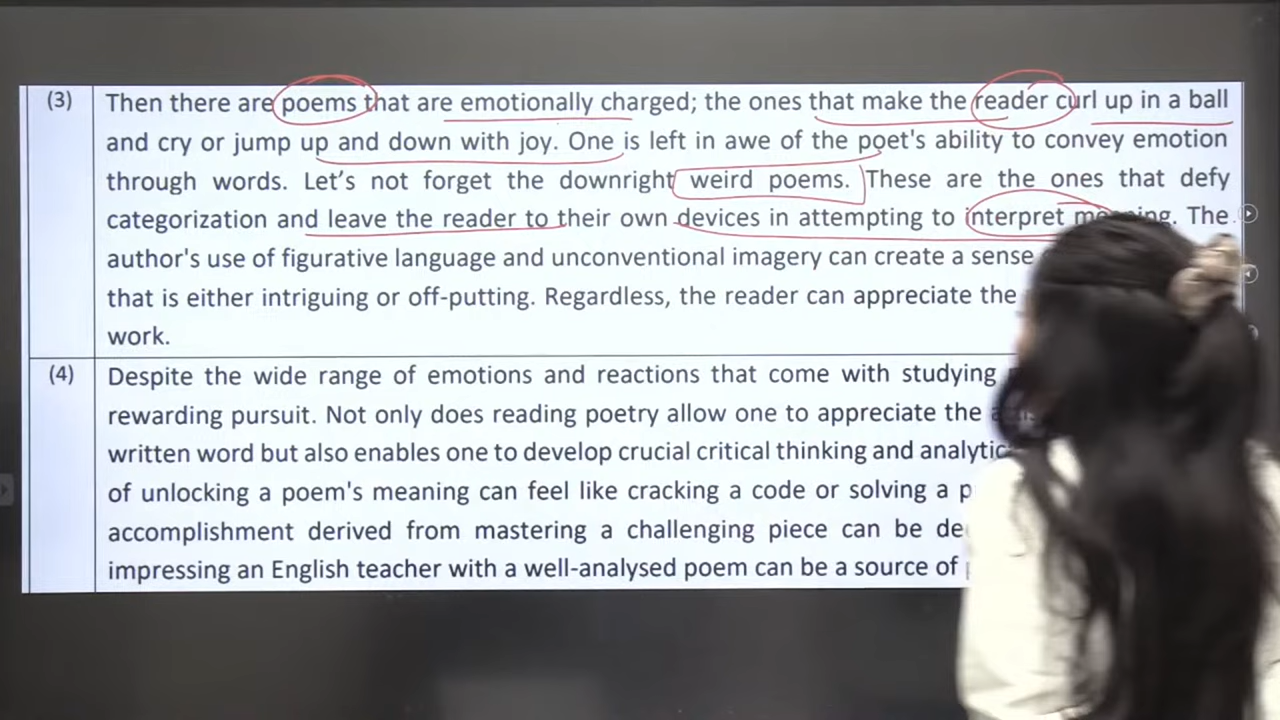 (3) Then there are poems that are emotionally charged; the ones that make the reader curl up in a ball
and cry or jump up and down with joy. One is left in awe of the poet's ability to convey emotion
through words. Let's not forget the downright weird poems. These are the ones that defy
categorization and leave the reader to their own devices in attempting to interpret meaning. The
author's use of figurative language and unconventional imagery can create a sense
that is either intriguing or off-putting. Regardless, the reader can appreciate the
work.
(4) Despite the wide range of emotions and reactions that come with studying
rewarding pursuit. Not only does reading poetry allow one to appreciate the
written word but also enables one to develop crucial critical thinking and
of unlocking a poem's meaning can feel like cracking a code or solving a
accomplishment derived from mastering a challenging piece can be
impressing an English teacher with a well-analysed poem can be a source of